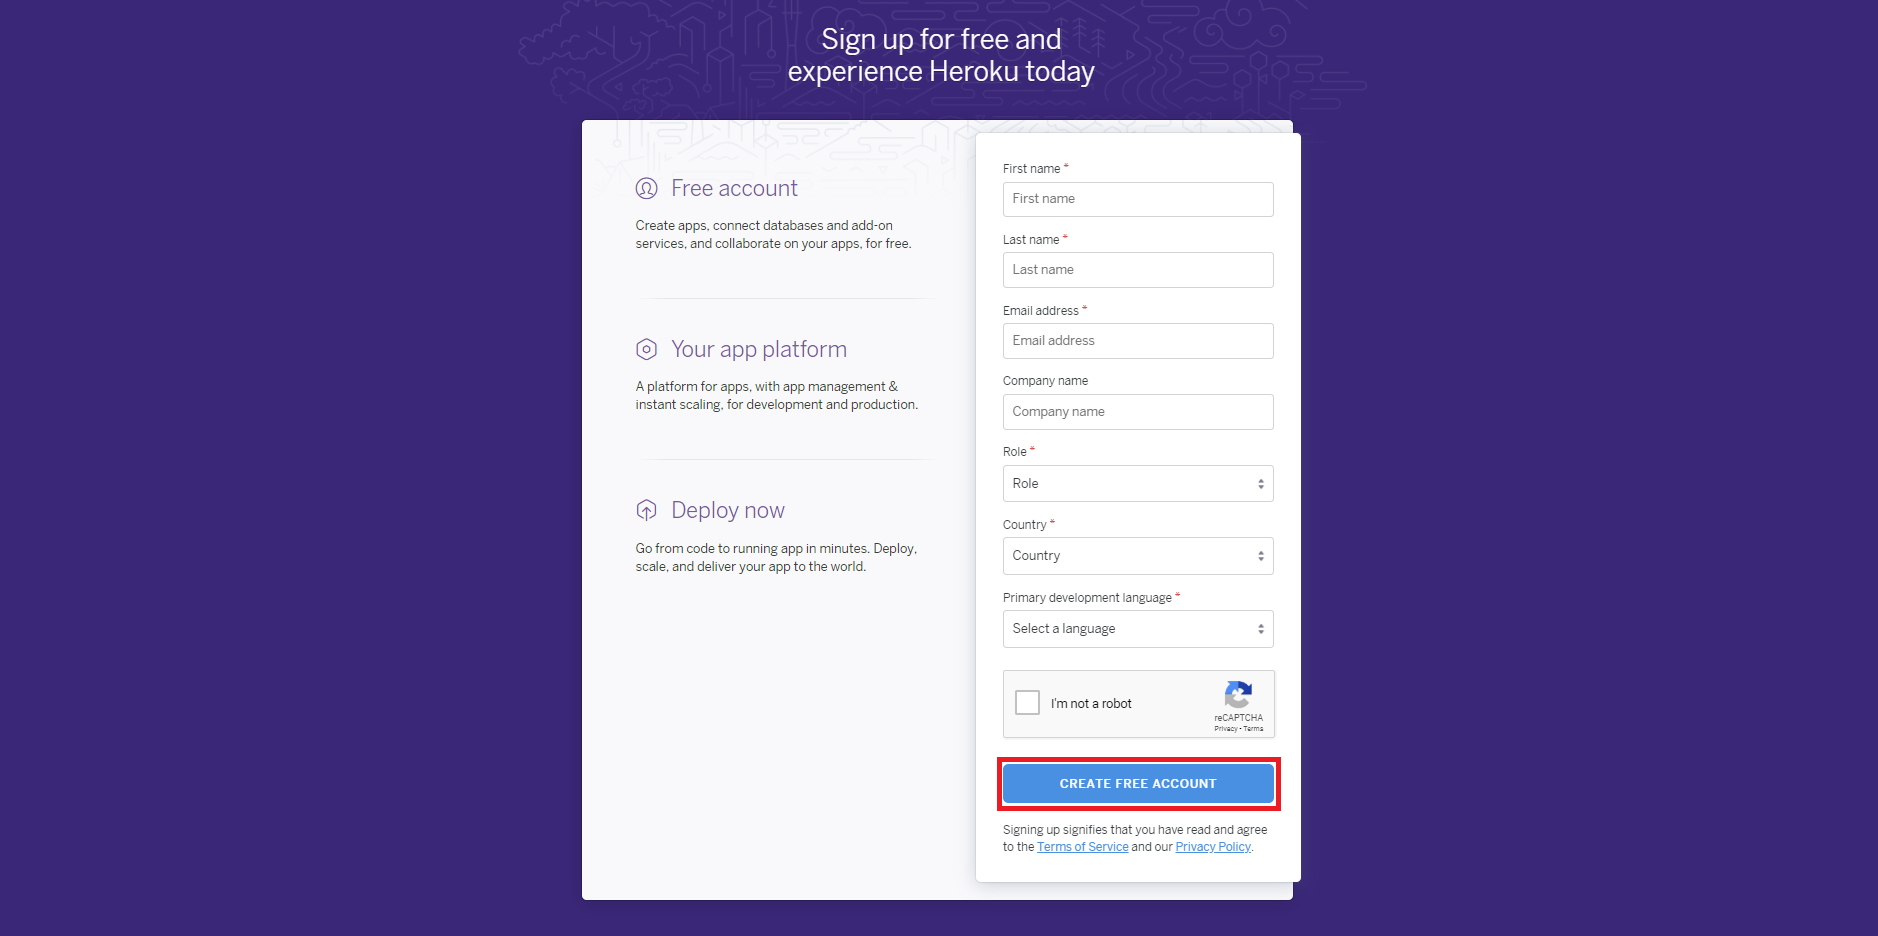 Sign up for free and
experience Heroku today
Free account
Create apps, connect databases and add-on
services, and collaborate on your apps, for free.
Your app platform
A platform for apps, with app management &
instant scaling, for development and production.
Deploy now
Go from code to running app in minutes. Deploy,
scale, and deliver your app to the world.
First name *
First name
Last name *
Last name
Email address *
Email address
Company name
Company name
Role *
Role
Country *
Country
Primary development language *
Select a language
I'm not a robot
reCAPTCHA
Privacy - Terms
CREATE FREE ACCOUNT
Signing up signifies that you have read and agree
to the Terms of Service and our Privacy Policy.